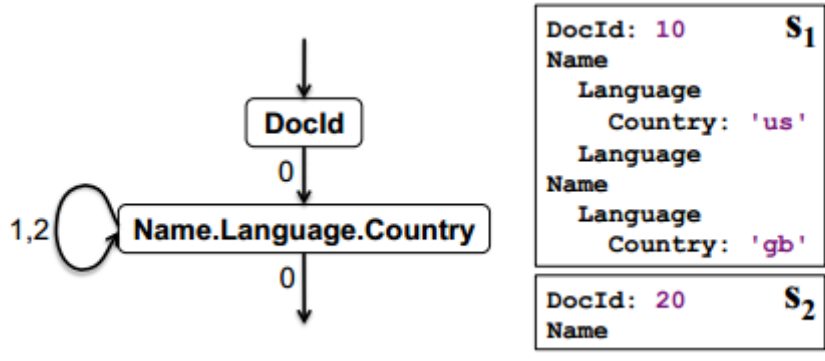 DocId
0
1,2
Name.Language.Country
0
DocId: 10 s1
Name
Language
Country: 'us'
Language
Name
Language
Country: 'gb'
DocId: 20 s2
Name